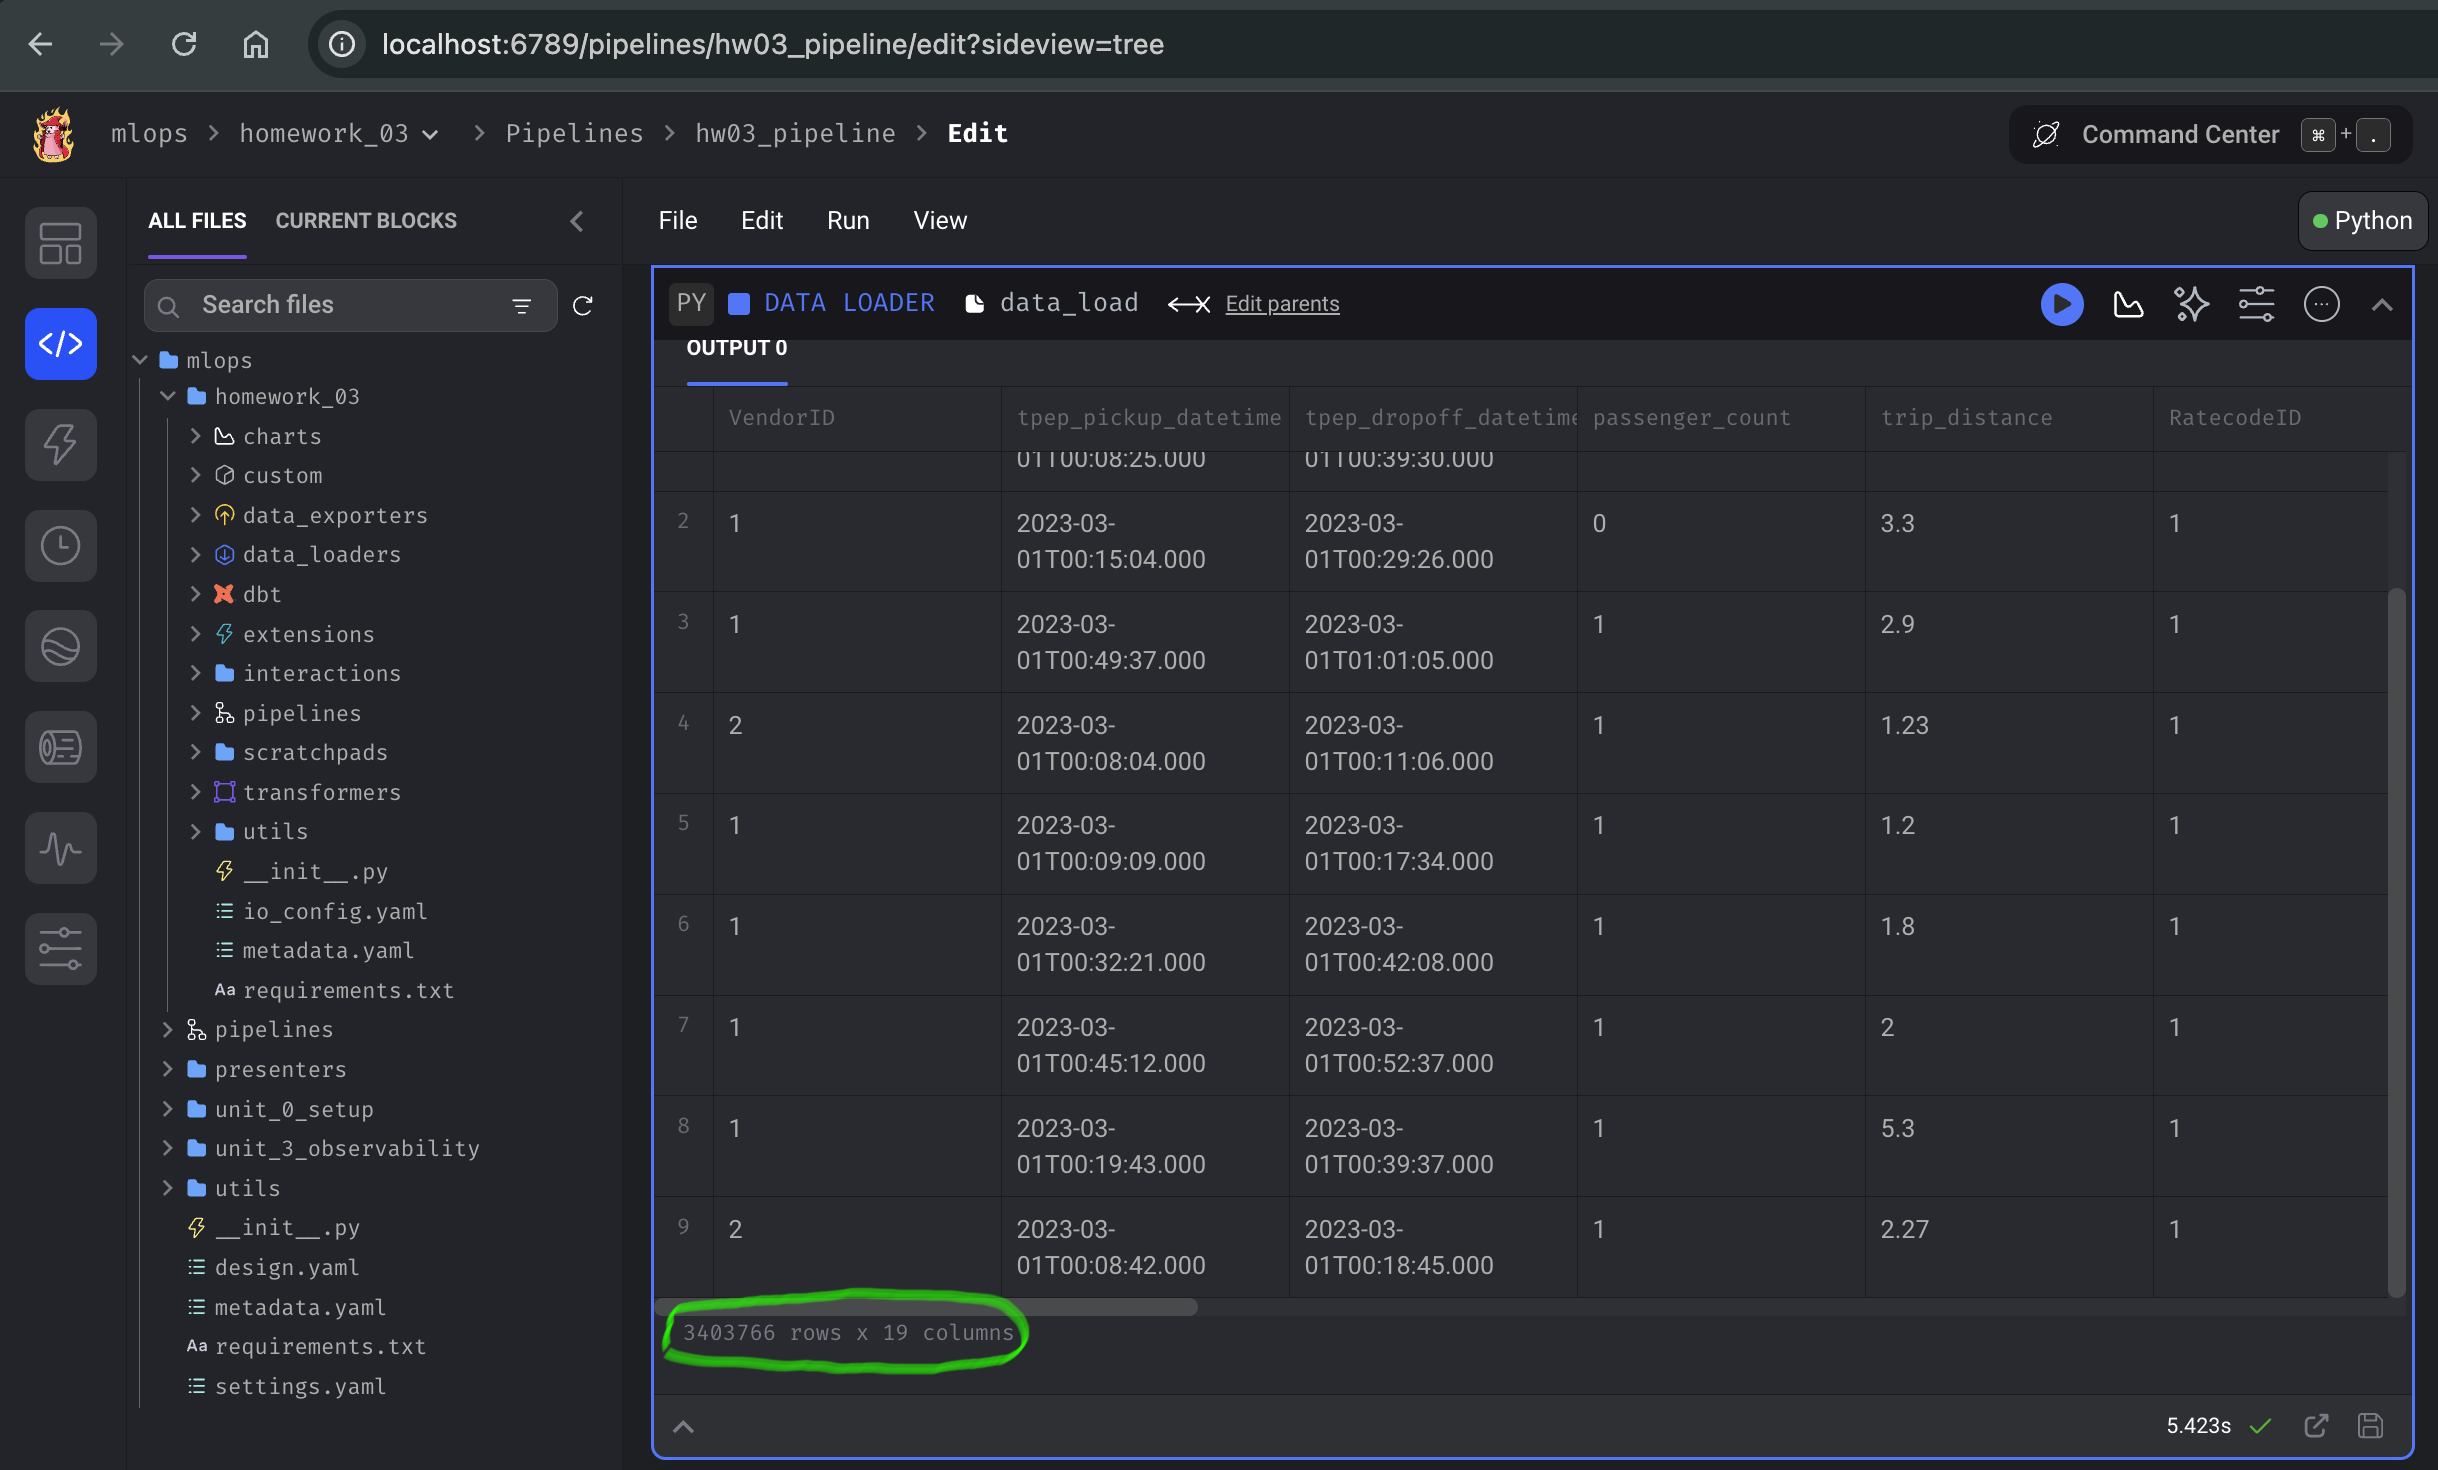 localhost:6789/pipelines/hw03_pipeline/edit?sideview=tree
mlops > homework_03 > Pipelines > hw03_pipeline > Edit
Command Center ⌘ + .
ALL FILES CURRENT BLOCKS
File Edit Run View
Python
Search files
mlops
homework_03
charts
custom
data_exporters
data_loaders
dbt
extensions
interactions
pipelines
scratchpads
transformers
utils
__init__.py
io_config.yaml
metadata.yaml
Aa requirements.txt
pipelines
presenters
unit_0_setup
unit_3_observability
utils
__init__.py
design.yaml
metadata.yaml
Aa requirements.txt
settings.yaml
PY DATA LOADER data_load Edit parents
OUTPUT 0
VendorID tpep_pickup_datetime tpep_dropoff_datetime passenger_count trip_distance RatecodeID
01T00:08:25.000 01T00:39:30.000
2 1 2023-03- 2023-03- 0 3.3 1
01T00:15:04.000 01T00:29:26.000
3 1 2023-03- 2023-03- 1 2.9 1
01T00:49:37.000 01T01:01:05.000
4 2 2023-03- 2023-03- 1 1.23 1
01T00:08:04.000 01T00:11:06.000
5 1 2023-03- 2023-03- 1 1.2 1
01T00:09:09.000 01T00:17:34.000
6 1 2023-03- 2023-03- 1 1.8 1
01T00:32:21.000 01T00:42:08.000
7 1 2023-03- 2023-03- 1 2 1
01T00:45:12.000 01T00:52:37.000
8 1 2023-03- 2023-03- 1 5.3 1
01T00:19:43.000 01T00:39:37.000
9 2 2023-03- 2023-03- 1 2.27 1
01T00:08:42.000 01T00:18:45.000
3403766 rows x 19 columns
5.423s